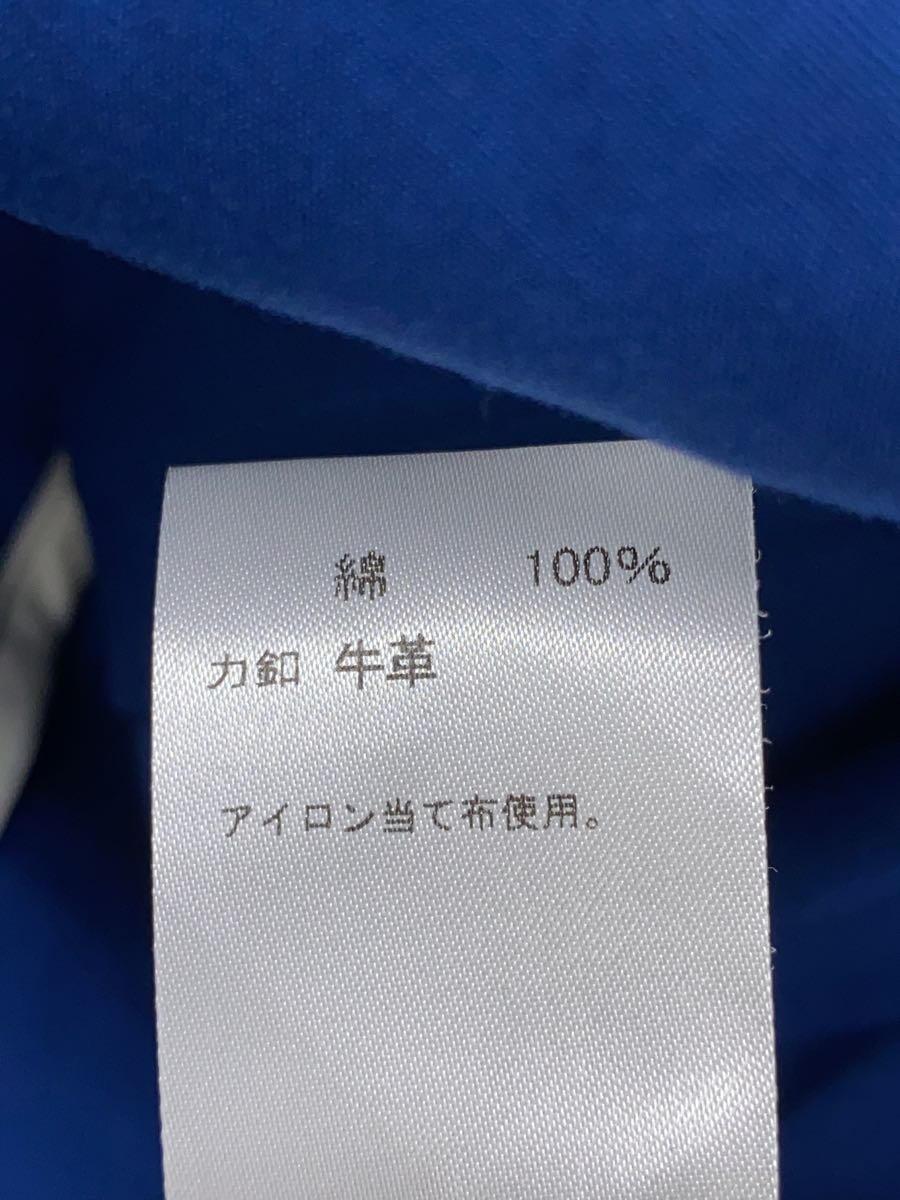 綿 100%
力釦 牛革
アイロン当て布使用。